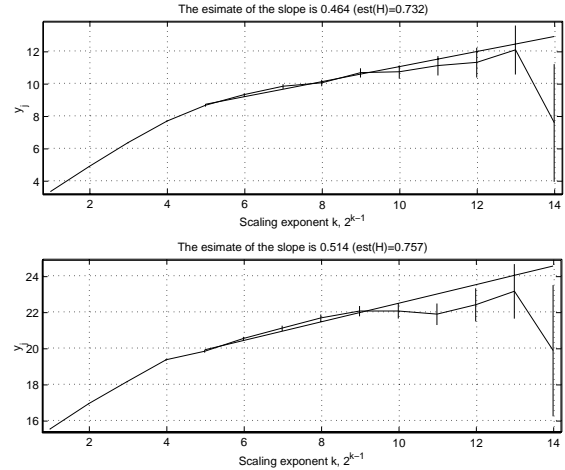 The esimate of the slope is 0.464 (est(H)=0.732)
12
10
8
6
4
y_j
2 4 6 8 10 12 14
Scaling exponent k, 2^{k−1}
The esimate of the slope is 0.514 (est(H)=0.757)
24
22
20
18
16
y_j
2 4 6 8 10 12 14
Scaling exponent k, 2^{k−1}